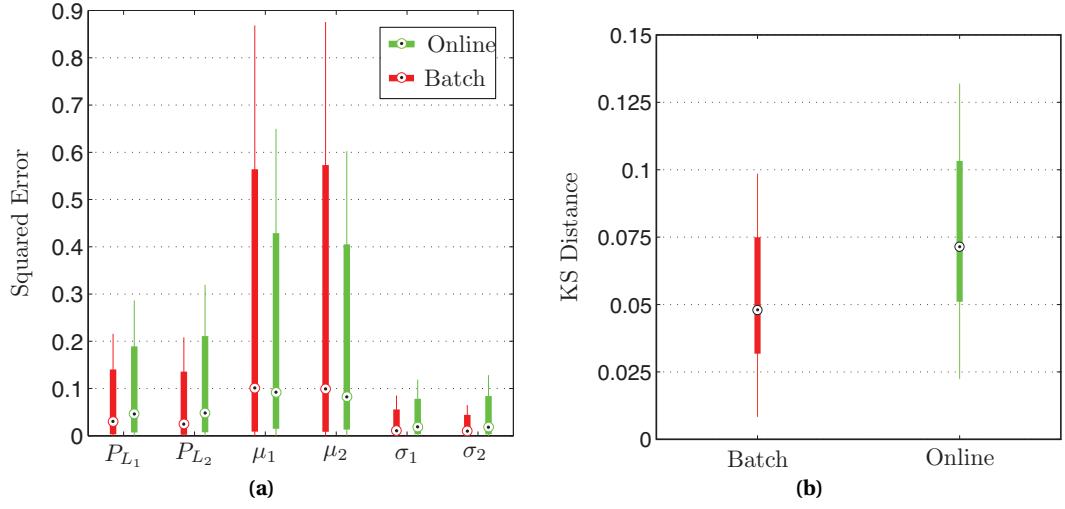 0.9
0.8
0.7
0.6
0.5
0.4
0.3
0.2
0.1
0
Squared Error
Online
Batch
P_{L_1} P_{L_2} μ_1 μ_2 σ_1 σ_2
(a)
0.15
0.125
0.1
0.075
0.05
0.025
0
KS Distance
Batch Online
(b)